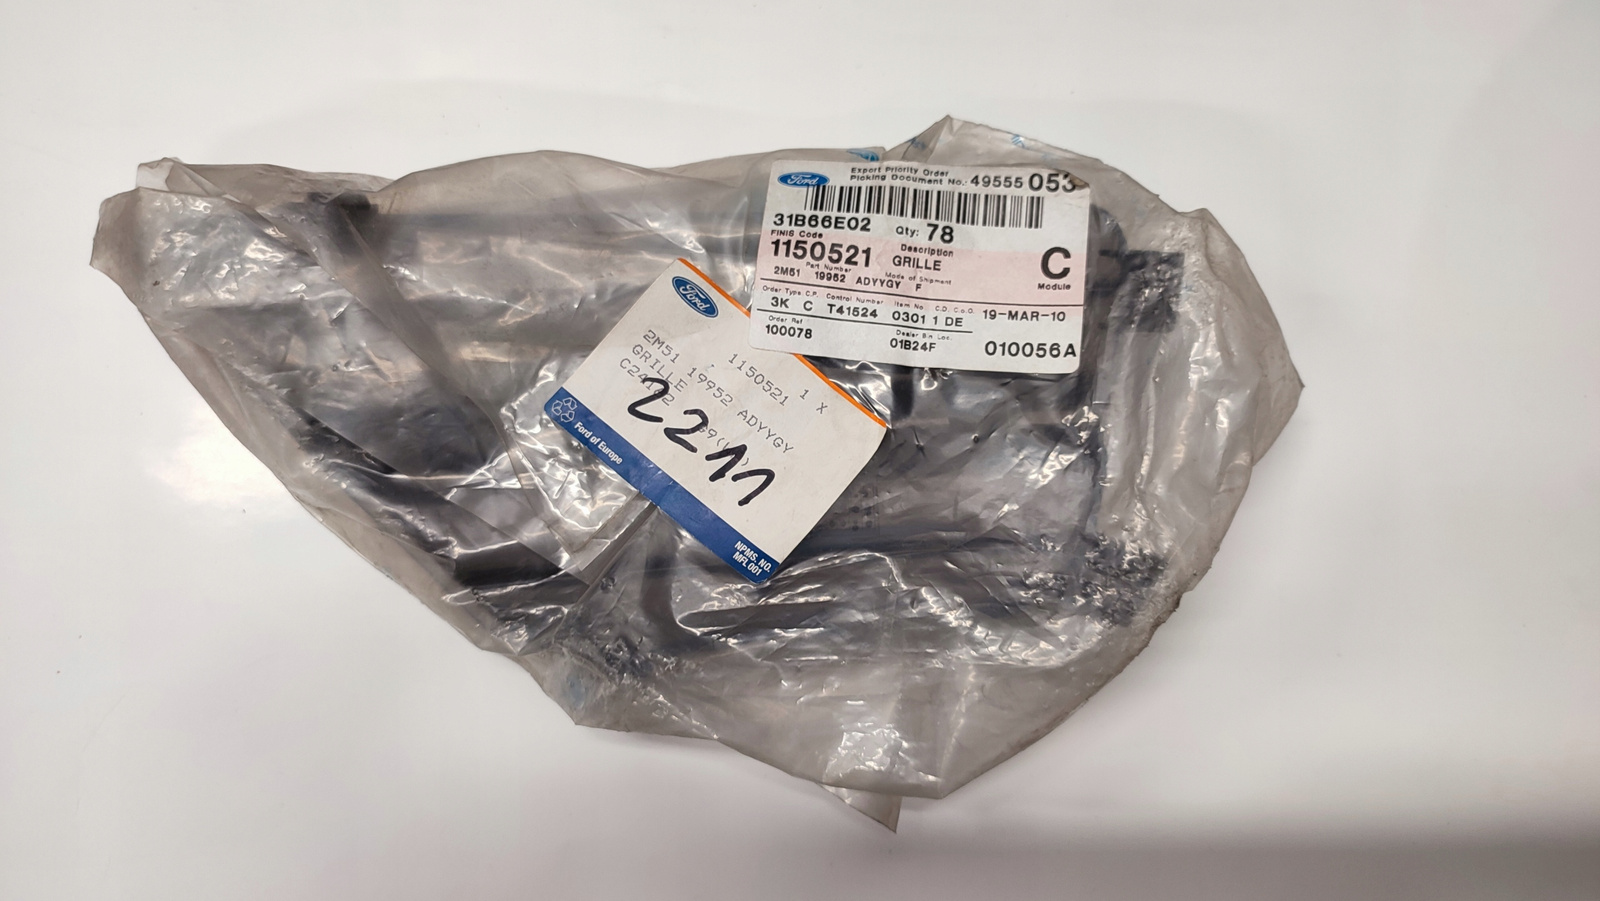 Ford
Export Priority Order
Picking Document No.: 49555 053
31B66E02 Qty: 78
FINIS Code Description
1150521 GRILLE C
Part Number Mode of Shipment Module
2M51 19952 ADYYGY F
Order Type C.P. Control Number Item No. C.D. C.o.O.
3K C T41524 0301 1 DE 19-MAR-10
Order Ref Dealer Bin Loc.
100078 01B24F 010056A
Ford
1150521 1 X
2M51 19952 ADYYGY
GRILLE
2211
Ford of Europe
NPMS. NO.
MFL001